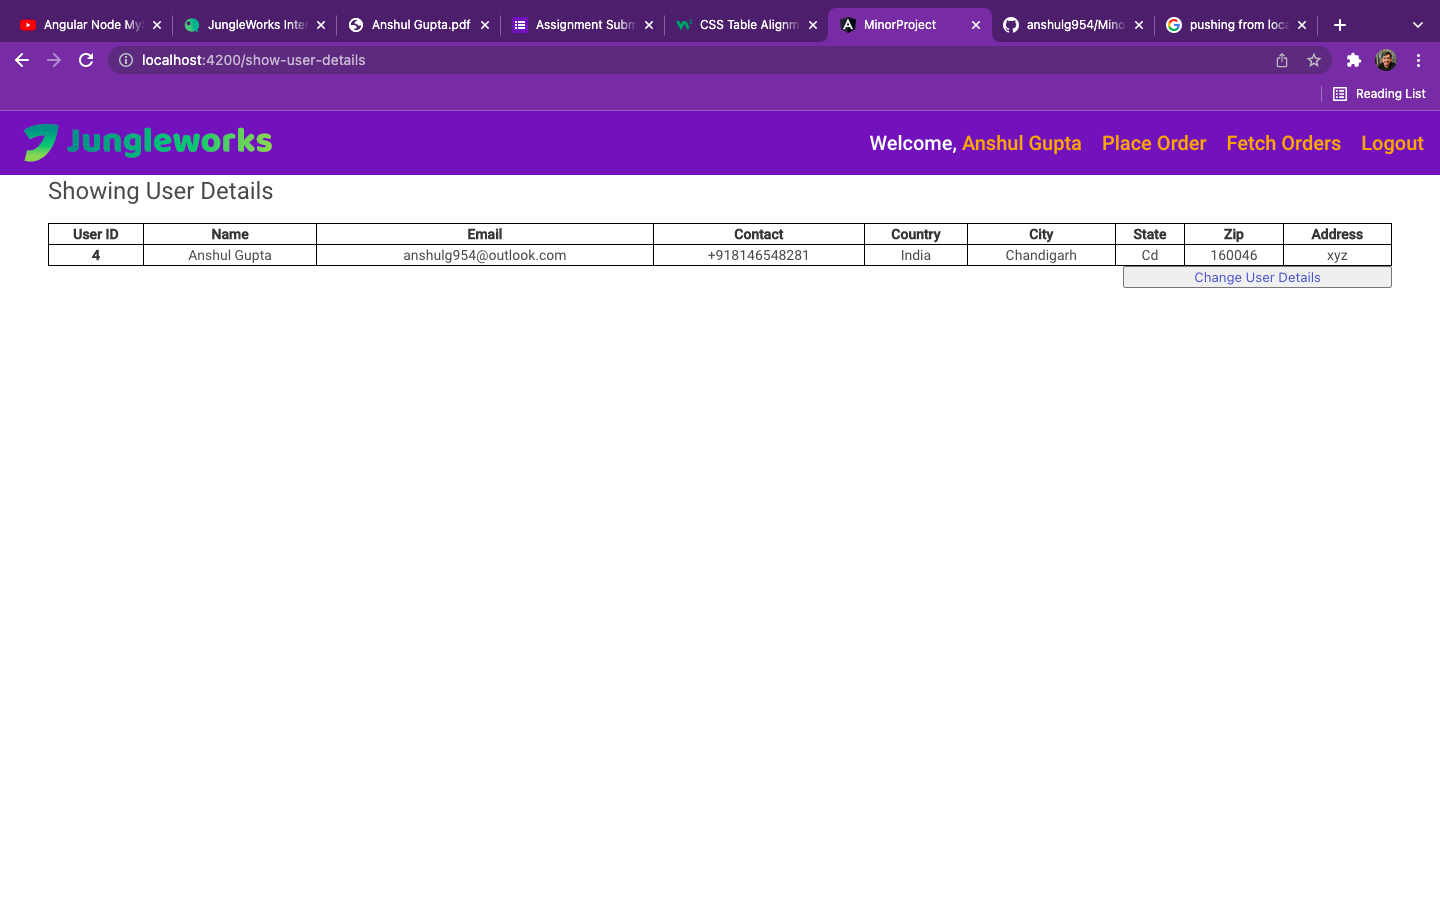 Angular Node My
JungleWorks Inter
Anshul Gupta.pdf
Assignment Subm
CSS Table Alignm
MinorProject
anshulg954/Mino
pushing from loca
localhost:4200/show-user-details
Reading List
Jungleworks
Welcome, Anshul Gupta Place Order Fetch Orders Logout
Showing User Details
User ID Name Email Contact Country City State Zip Address
4 Anshul Gupta anshulg954@outlook.com +918146548281 India Chandigarh Cd 160046 xyz
Change User Details